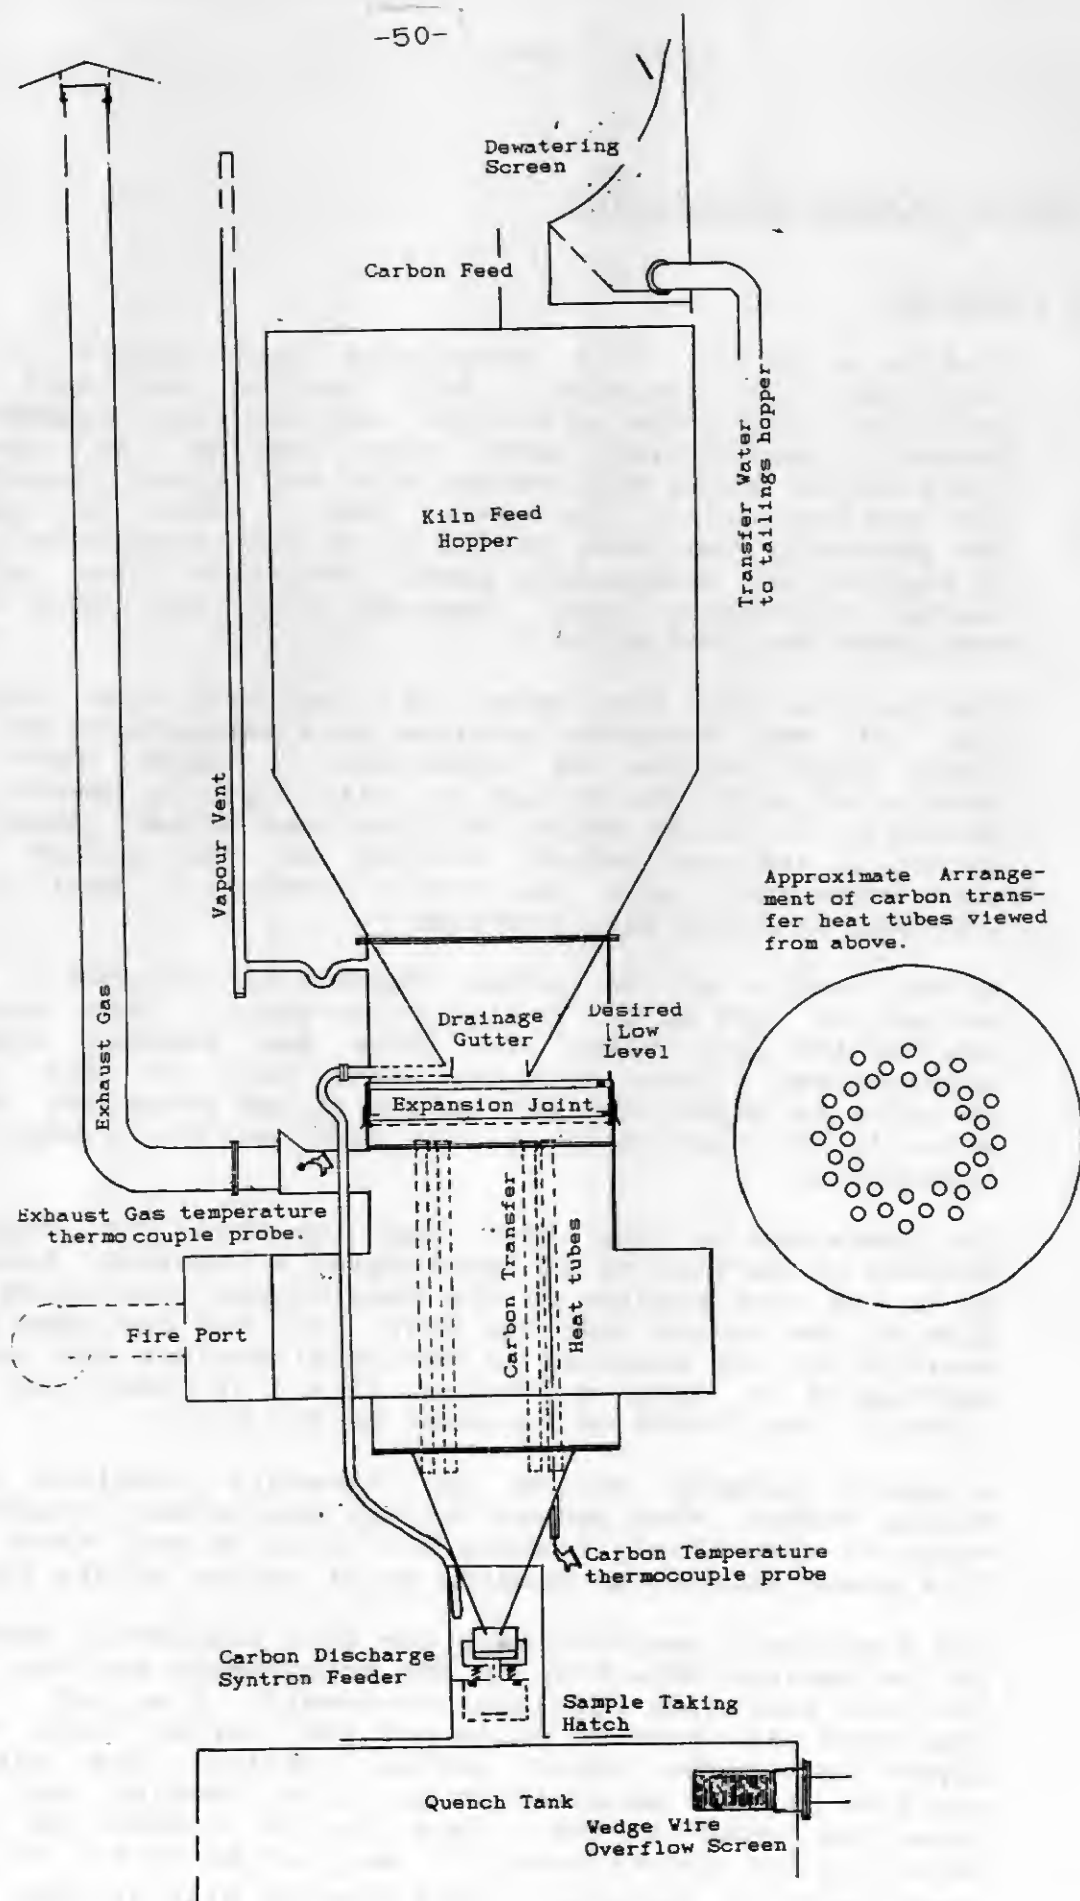 -50-
Dewatering
Screen
Carbon Feed
Transfer Water
to tailings hopper
Kiln Feed
Hopper
Vapour Vent
Approximate Arrange-
ment of carbon trans-
fer heat tubes viewed
from above.
Exhaust Gas
Drainage
Gutter
Desired
Low
Level
Expansion Joint
Exhaust Gas temperature
thermocouple probe.
Carbon Transfer
Heat tubes
Fire Port
Carbon Temperature
thermocouple probe
Carbon Discharge
Syntron Feeder
Sample Taking
Hatch
Quench Tank
Wedge Wire
Overflow Screen